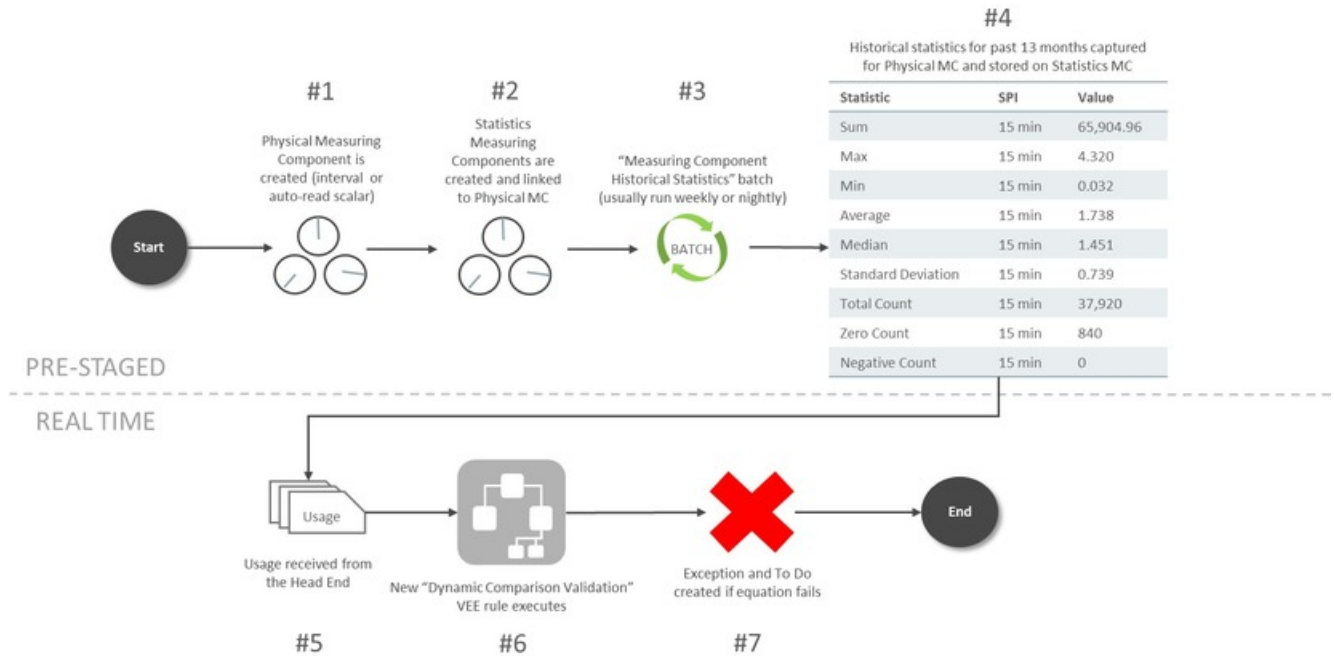 #1
Physical Measuring
Component is
created (interval or
auto-read scalar)
#2
Statistics
Measuring
Components are
created and linked
to Physical MC
#3
“Measuring Component
Historical Statistics” batch
(usually run weekly or nightly)
#4
Historical statistics for past 13 months captured
for Physical MC and stored on Statistics MC
Statistic SPI Value
Sum 15 min 65,904.96
Max 15 min 4.320
Min 15 min 0.032
Average 15 min 1.738
Median 15 min 1.451
Standard Deviation 15 min 0.739
Total Count 15 min 37,920
Zero Count 15 min 840
Negative Count 15 min 0
Start
BATCH
PRE-STAGED
REAL TIME
Usage
Usage received from
the Head End
#5
New “Dynamic Comparison Validation”
VEE rule executes
#6
Exception and To Do
created if equation fails
#7
End